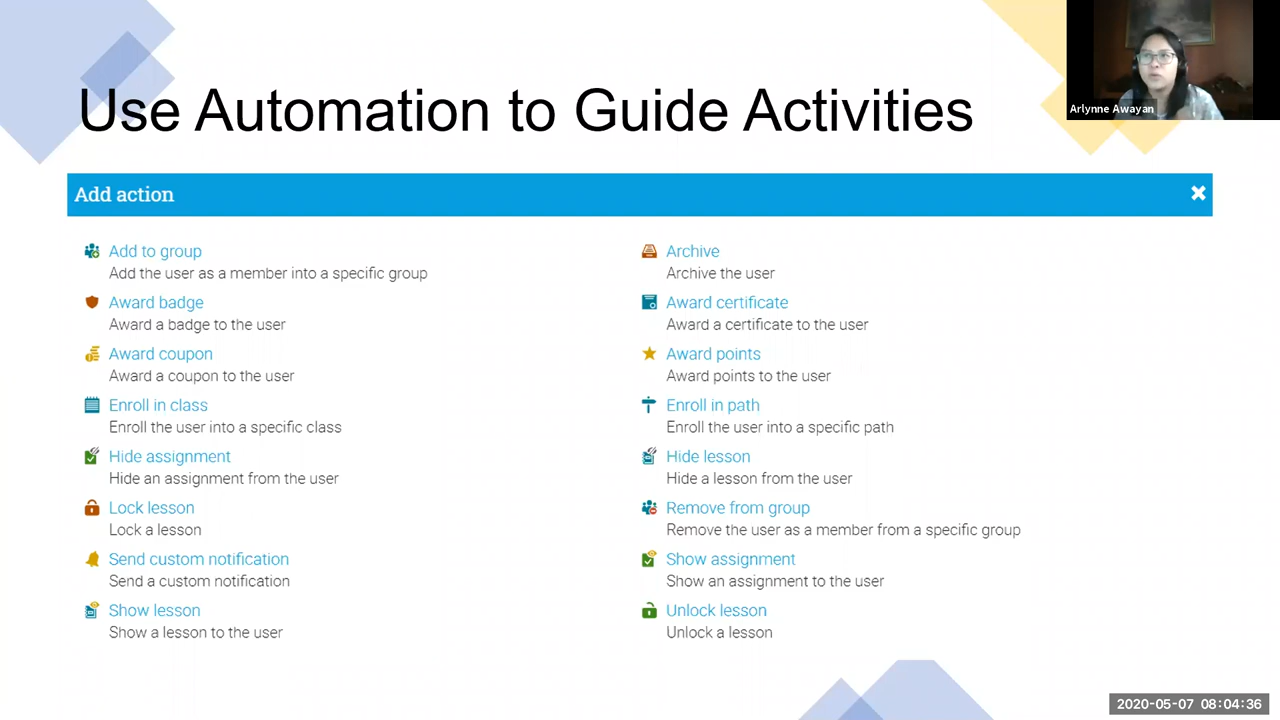 Use Automation to Guide Activities
Arlynne Awayan
Add action
Add to group
Add the user as a member into a specific group
Award badge
Award a badge to the user
Award coupon
Award a coupon to the user
Enroll in class
Enroll the user into a specific class
Hide assignment
Hide an assignment from the user
Lock lesson
Lock a lesson
Send custom notification
Send a custom notification
Show lesson
Show a lesson to the user
Archive
Archive the user
Award certificate
Award a certificate to the user
Award points
Award points to the user
Enroll in path
Enroll the user into a specific path
Hide lesson
Hide a lesson from the user
Remove from group
Remove the user as a member from a specific group
Show assignment
Show an assignment to the user
Unlock lesson
Unlock a lesson
2020-05-07 08:04:36